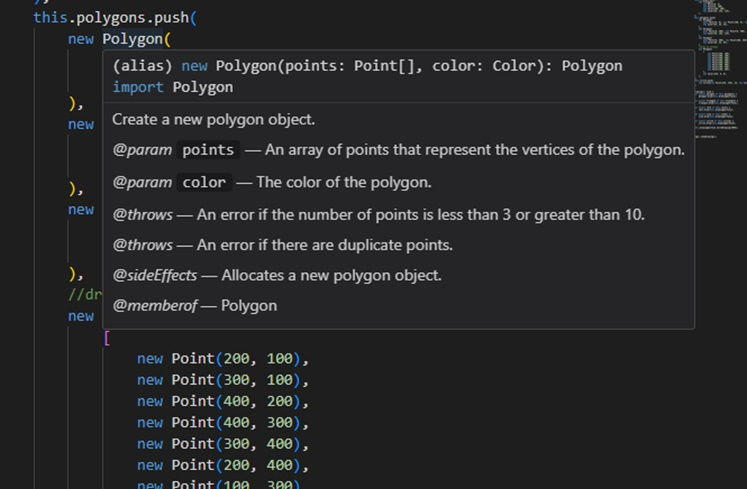 );
this.polygons.push(
new Polygon(
(alias) new Polygon(points: Point[], color: Color): Polygon
import Polygon
Create a new polygon object.
@param points — An array of points that represent the vertices of the polygon.
@param color — The color of the polygon.
@throws — An error if the number of points is less than 3 or greater than 10.
@throws — An error if there are duplicate points.
@sideEffects — Allocates a new polygon object.
@memberof — Polygon
),
new
),
new
),
//dr
new
[
new Point(200, 100),
new Point(300, 100),
new Point(400, 200),
new Point(400, 300),
new Point(300, 400),
new Point(200, 400),
new Point(100, 300)